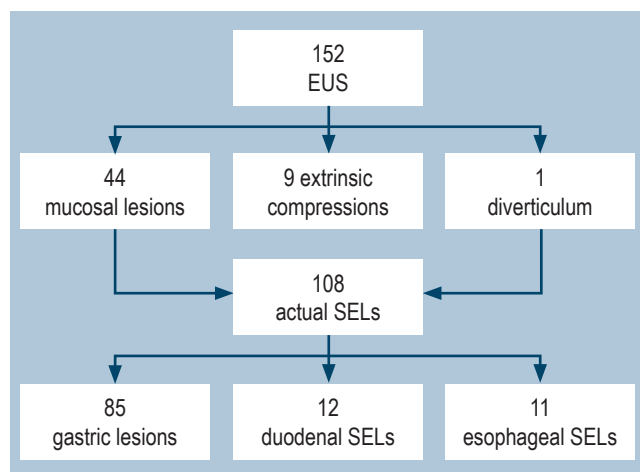 152
EUS
44
mucosal lesions
9 extrinsic
compressions
1
diverticulum
108
actual SELs
85
gastric lesions
12
duodenal SELs
11
esophageal SELs